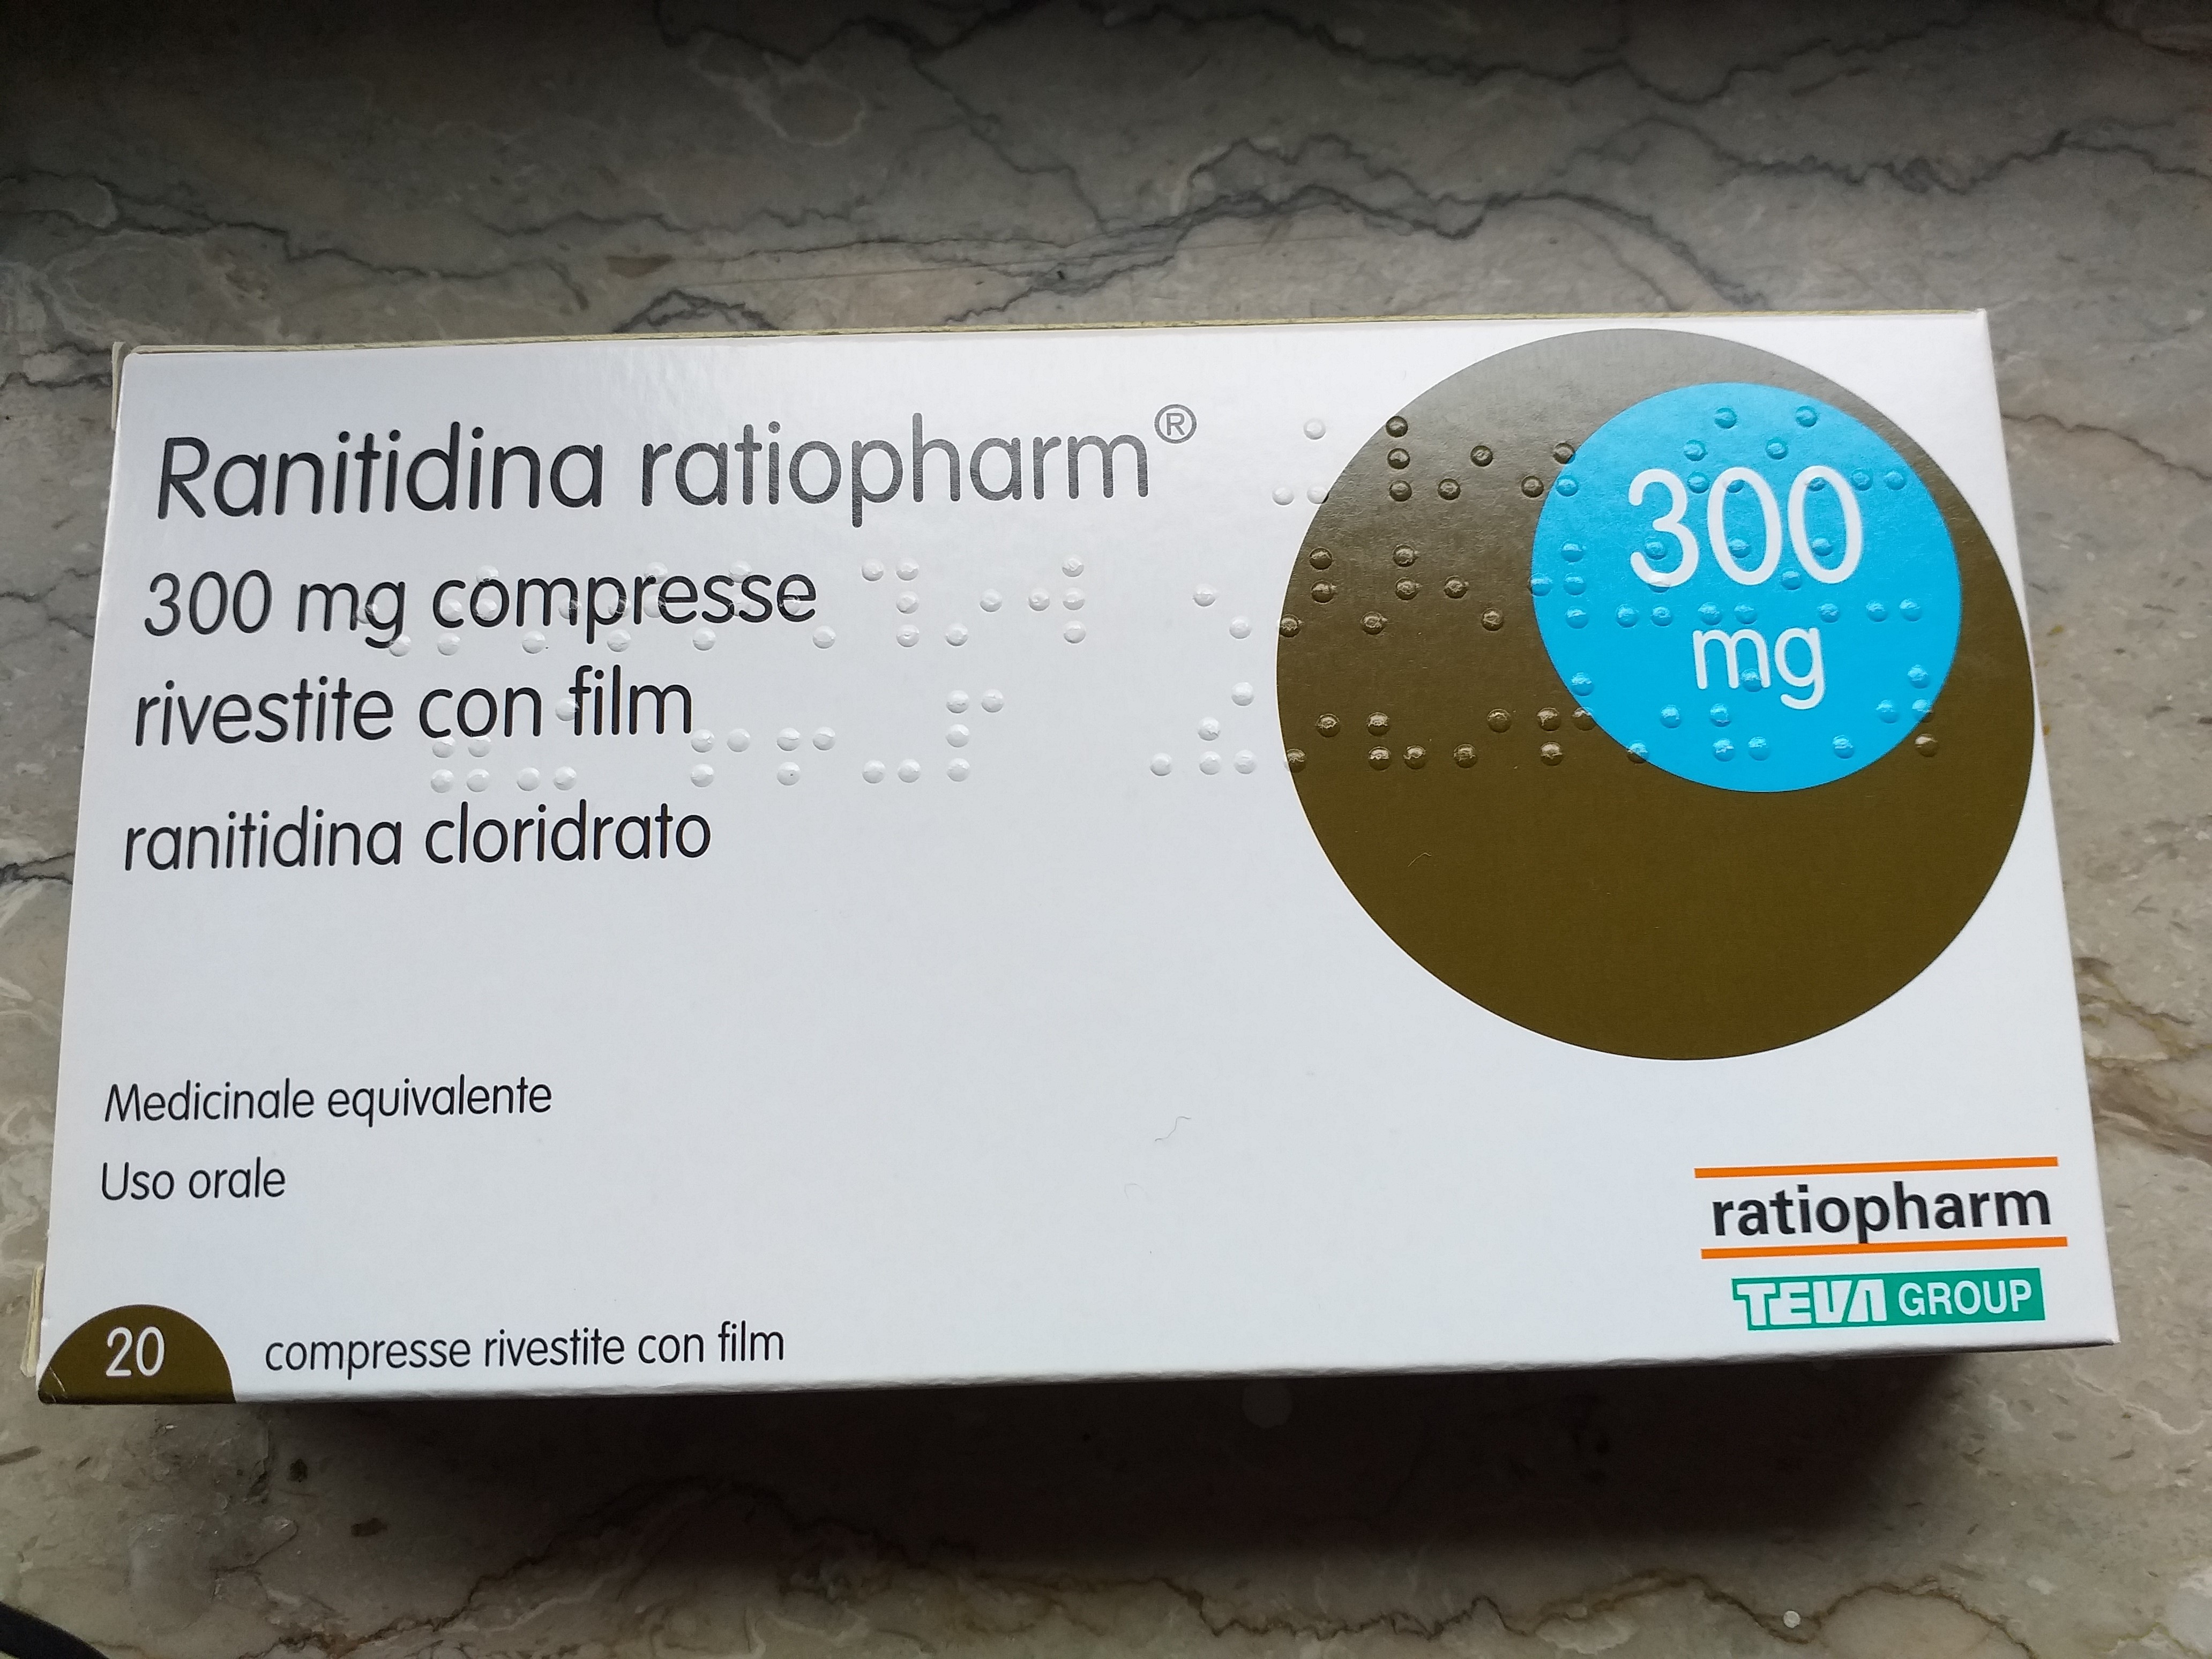 Ranitidina ratiopharm®
300 mg compresse
rivestite con film
ranitidina cloridrato
300
mg
Medicinale equivalente
Uso orale
20 compresse rivestite con film
ratiopharm
TEVA GROUP